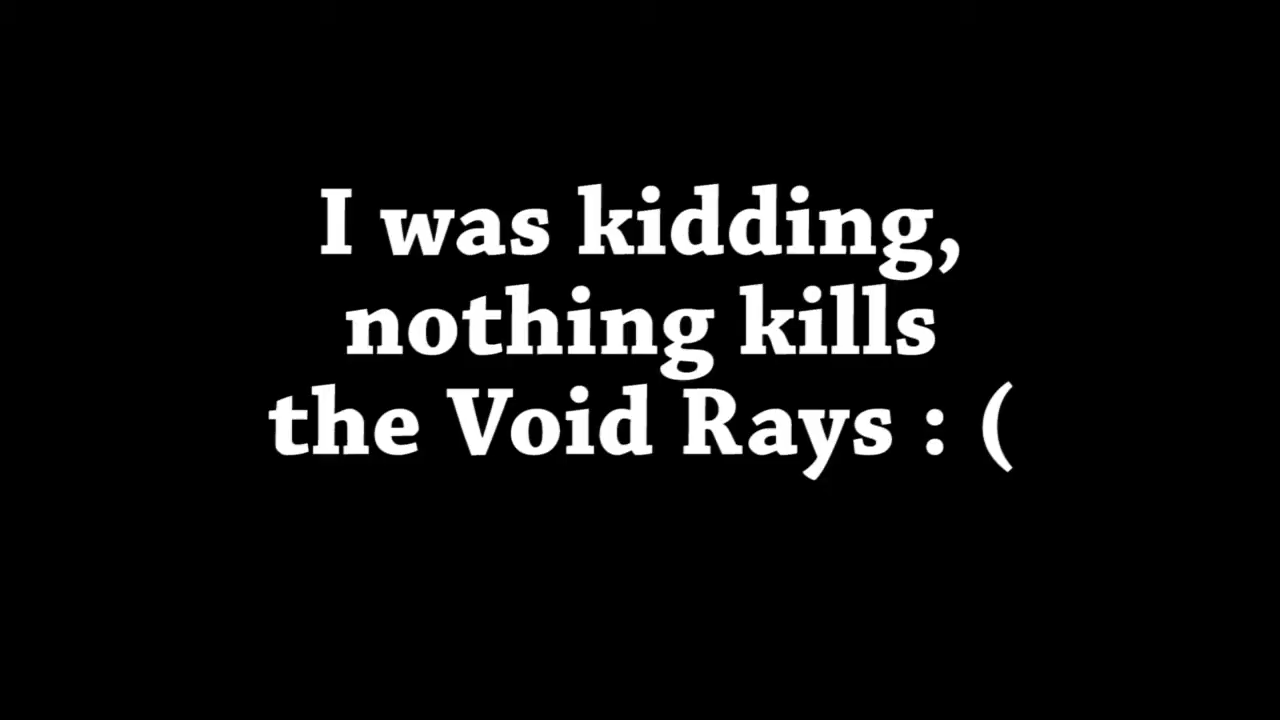 I was kidding,
nothing kills
the Void Rays : (